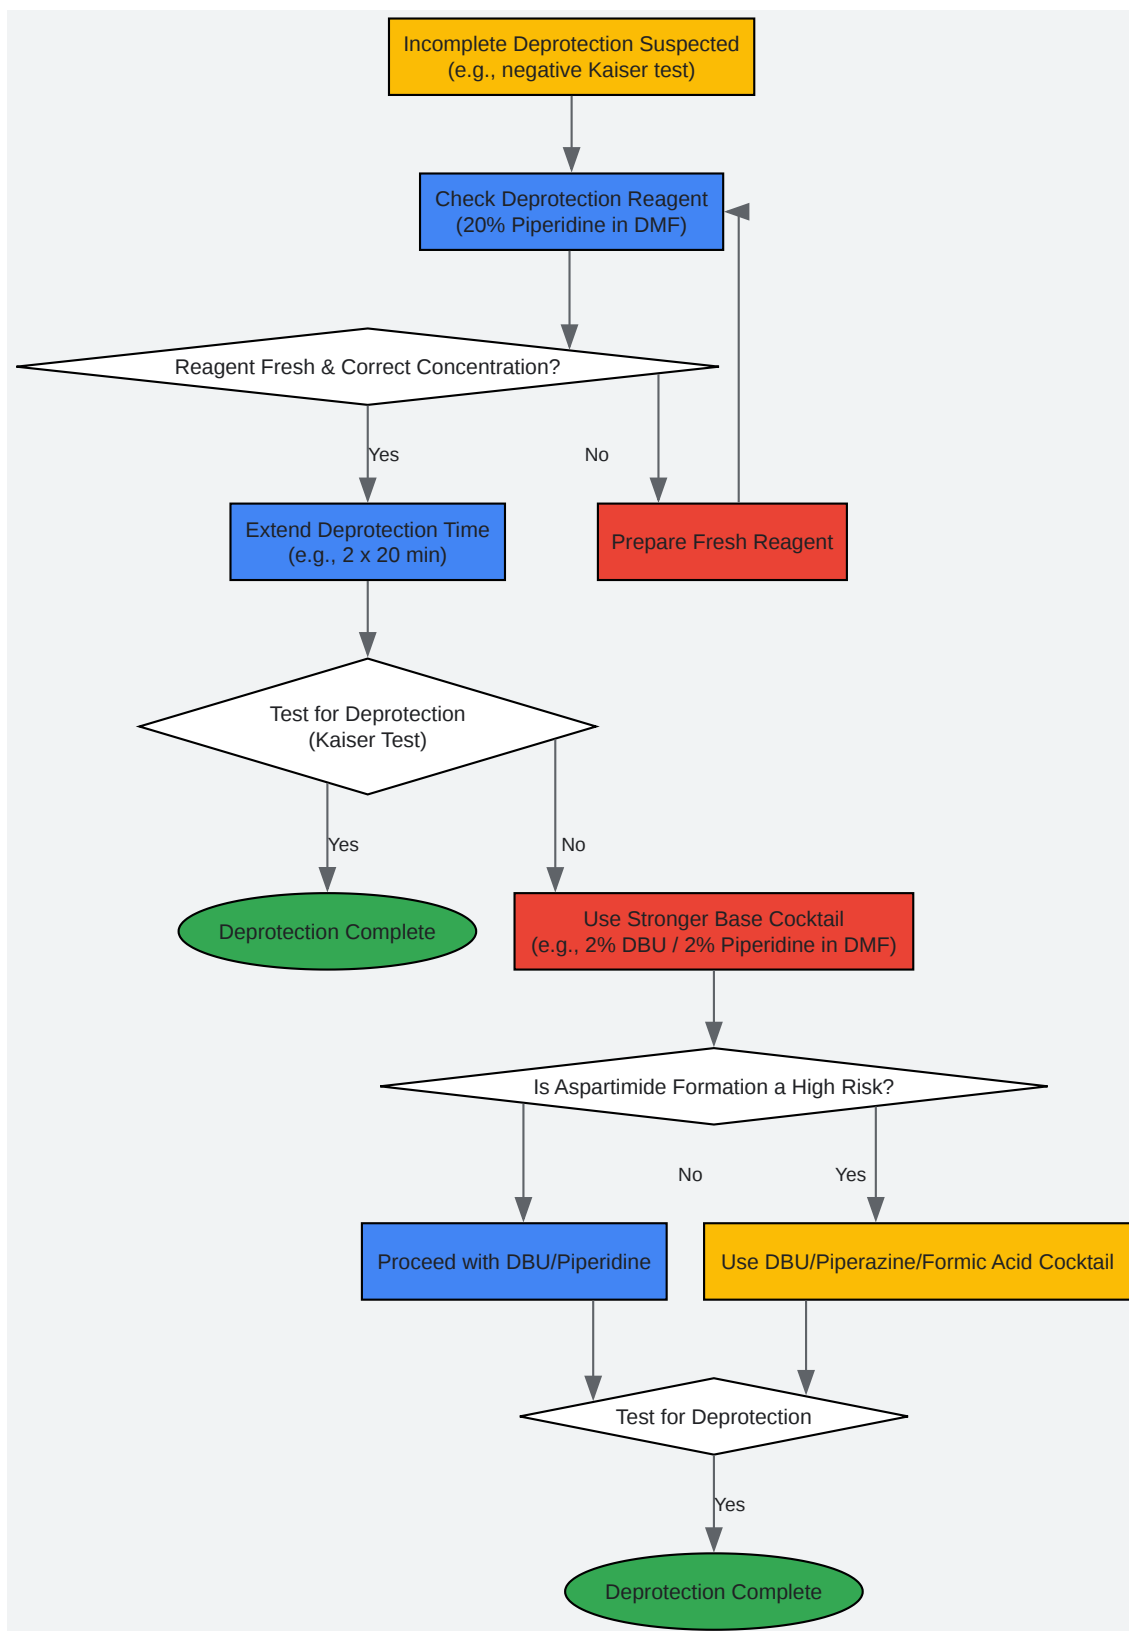 Incomplete Deprotection Suspected
(e.g., negative Kaiser test)
Check Deprotection Reagent
(20% Piperidine in DMF)
Reagent Fresh & Correct Concentration?
Yes
No
Extend Deprotection Time
(e.g., 2 x 20 min)
Prepare Fresh Reagent
Test for Deprotection
(Kaiser Test)
Yes
No
Deprotection Complete
Use Stronger Base Cocktail
(e.g., 2% DBU / 2% Piperidine in DMF)
Is Aspartimide Formation a High Risk?
No
Yes
Proceed with DBU/Piperidine
Use DBU/Piperazine/Formic Acid Cocktail
Test for Deprotection
Yes
Deprotection Complete